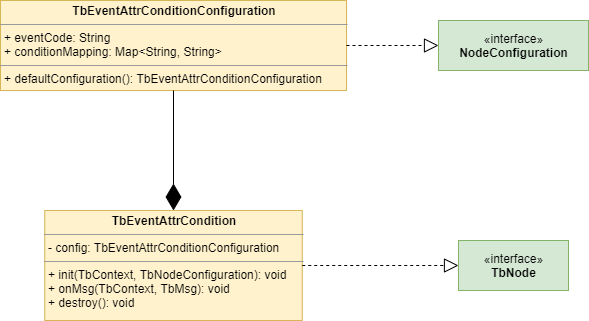 TbEventAttrConditionConfiguration
+ eventCode: String
+ conditionMapping: Map<String, String>
+ defaultConfiguration(): TbEventAttrConditionConfiguration
«interface»
NodeConfiguration
TbEventAttrCondition
- config: TbEventAttrConditionConfiguration
+ init(TbContext, TbNodeConfiguration): void
+ onMsg(TbContext, TbMsg): void
+ destroy(): void
«interface»
TbNode